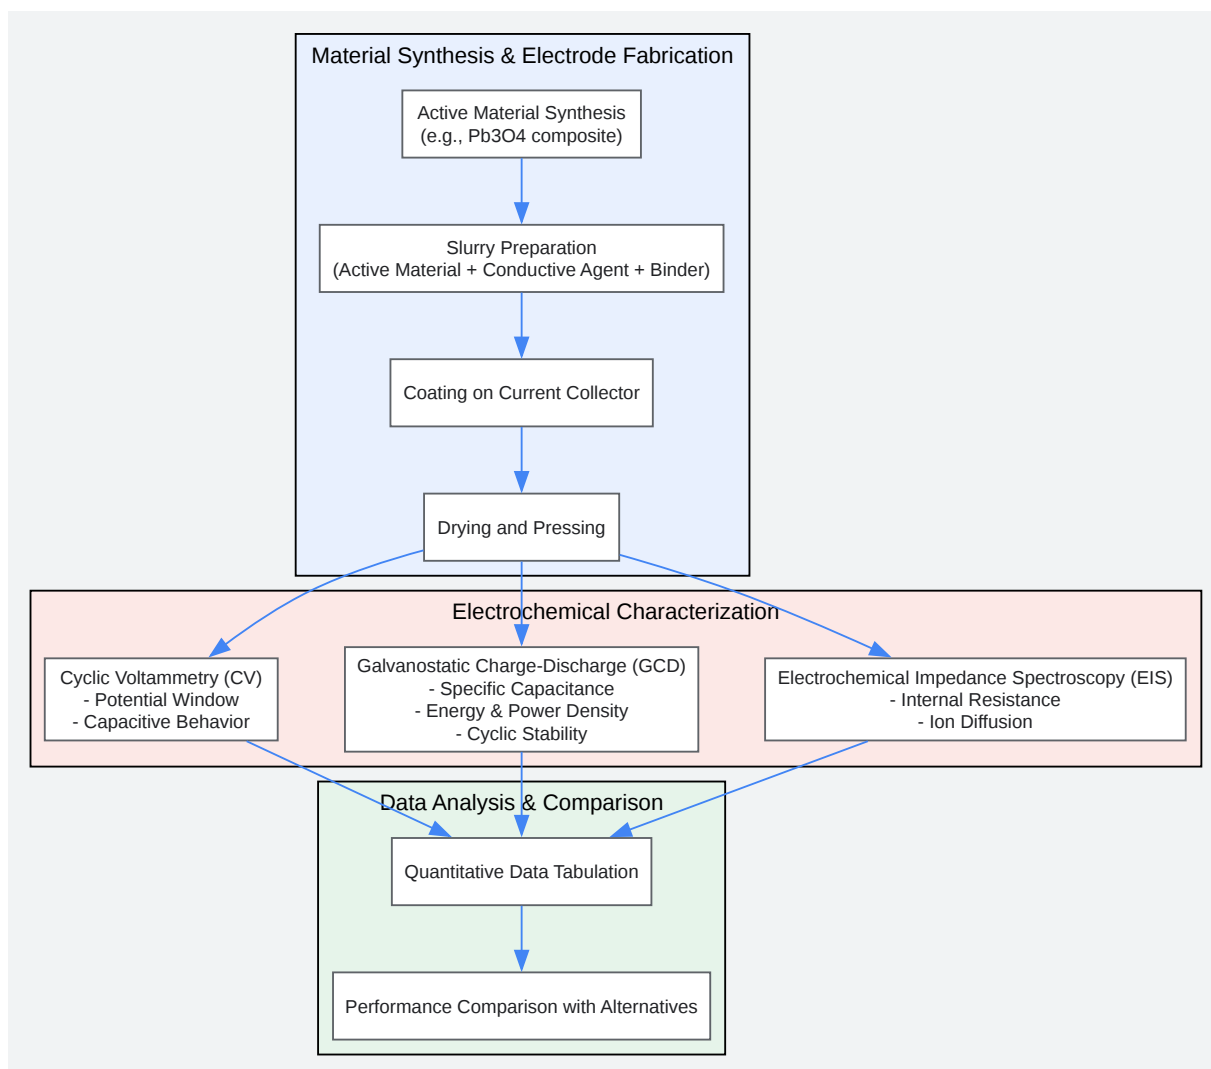 Material Synthesis & Electrode Fabrication
Active Material Synthesis
(e.g., Pb3O4 composite)
Slurry Preparation
(Active Material + Conductive Agent + Binder)
Coating on Current Collector
Drying and Pressing
Electrochemical Characterization
Cyclic Voltammetry (CV)
- Potential Window
- Capacitive Behavior
Galvanostatic Charge-Discharge (GCD)
- Specific Capacitance
- Energy & Power Density
- Cyclic Stability
Electrochemical Impedance Spectroscopy (EIS)
- Internal Resistance
- Ion Diffusion
Data Analysis & Comparison
Quantitative Data Tabulation
Performance Comparison with Alternatives